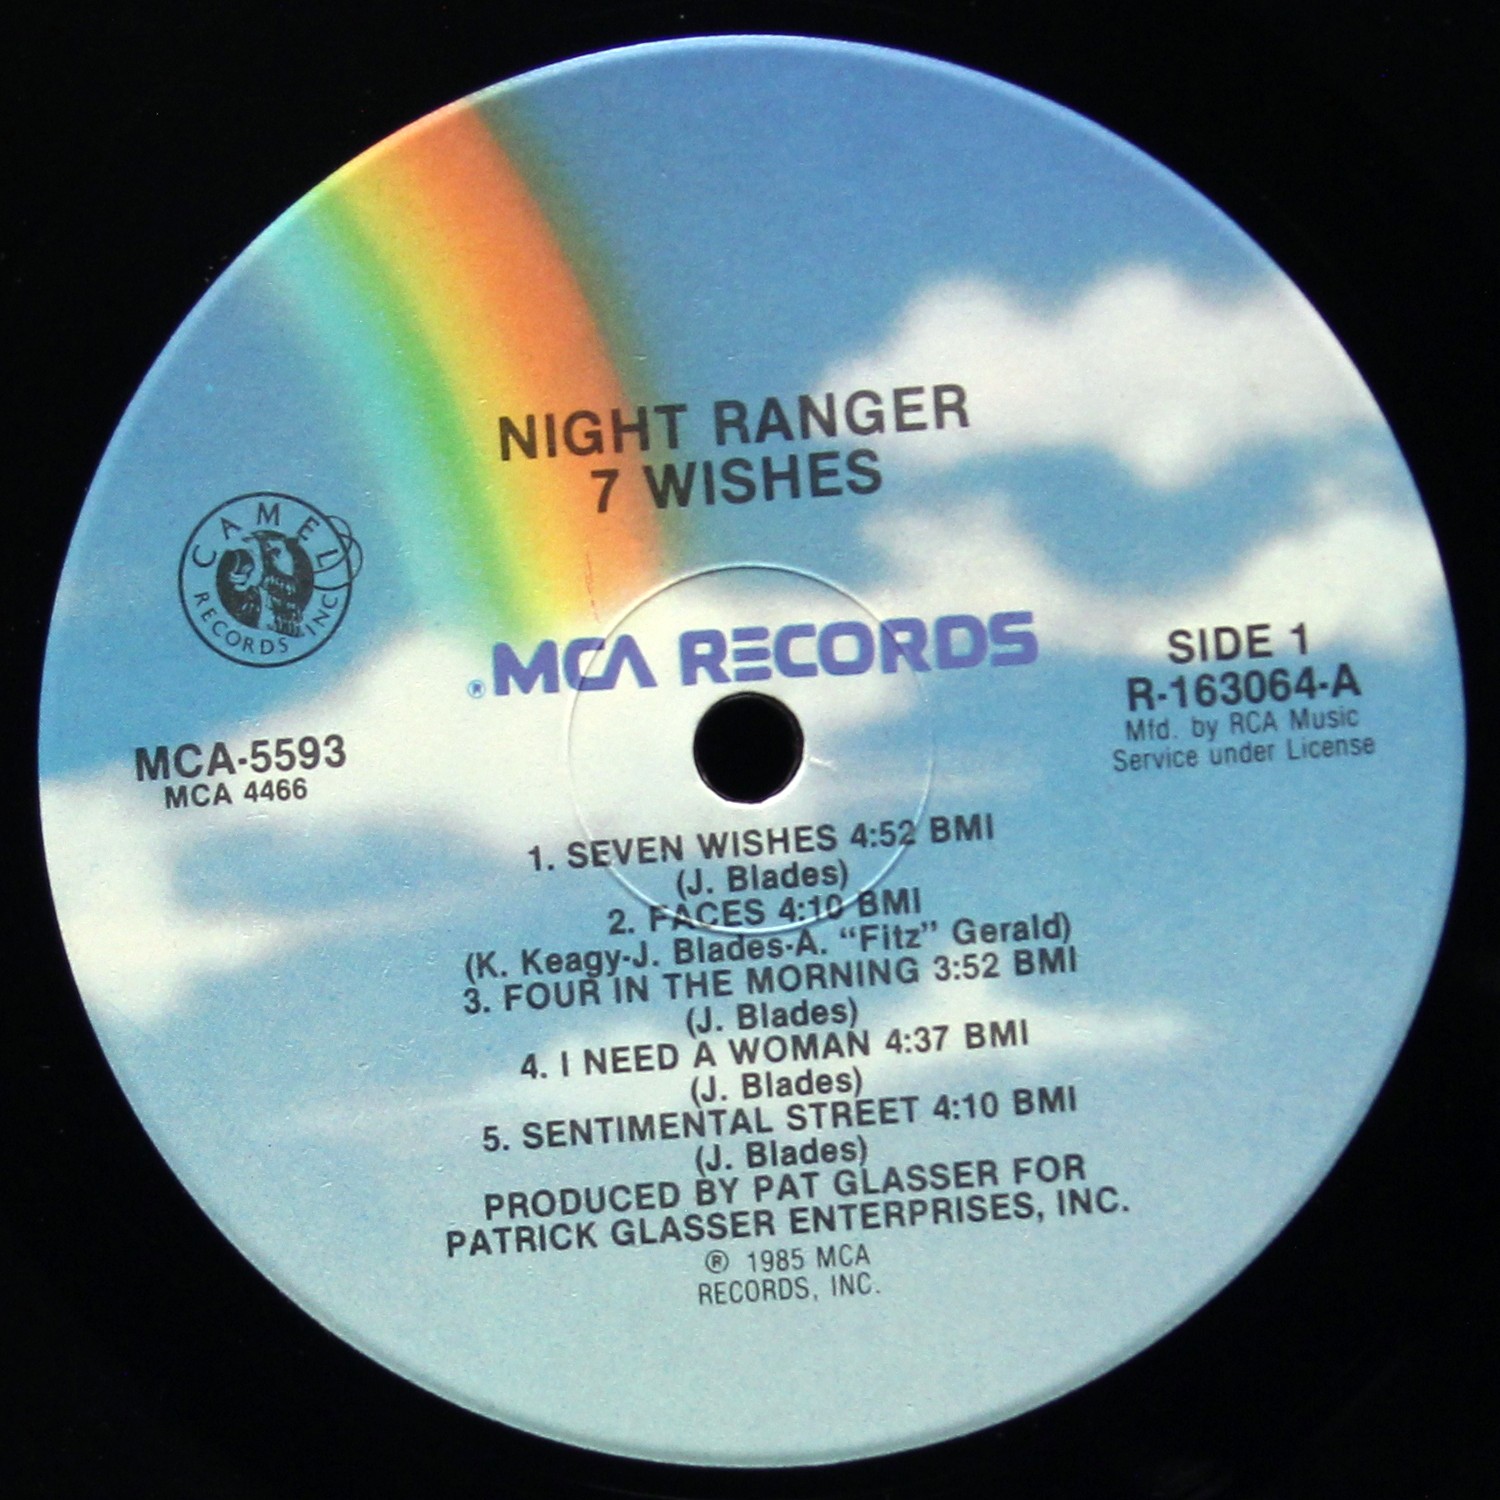 NIGHT RANGER
7 WISHES
CAMEL
RECORDS INC
® MCA RECORDS
SIDE 1
R-163064-A
Mfd. by RCA Music
Service under License
MCA-5593
MCA 4466
1. SEVEN WISHES 4:52 BMI
(J. Blades)
2. FACES 4:10 BMI
(K. Keagy-J. Blades-A. “Fitz” Gerald)
3. FOUR IN THE MORNING 3:52 BMI
(J. Blades)
4. I NEED A WOMAN 4:37 BMI
(J. Blades)
5. SENTIMENTAL STREET 4:10 BMI
(J. Blades)
PRODUCED BY PAT GLASSER FOR
PATRICK GLASSER ENTERPRISES, INC.
® 1985 MCA
RECORDS, INC.